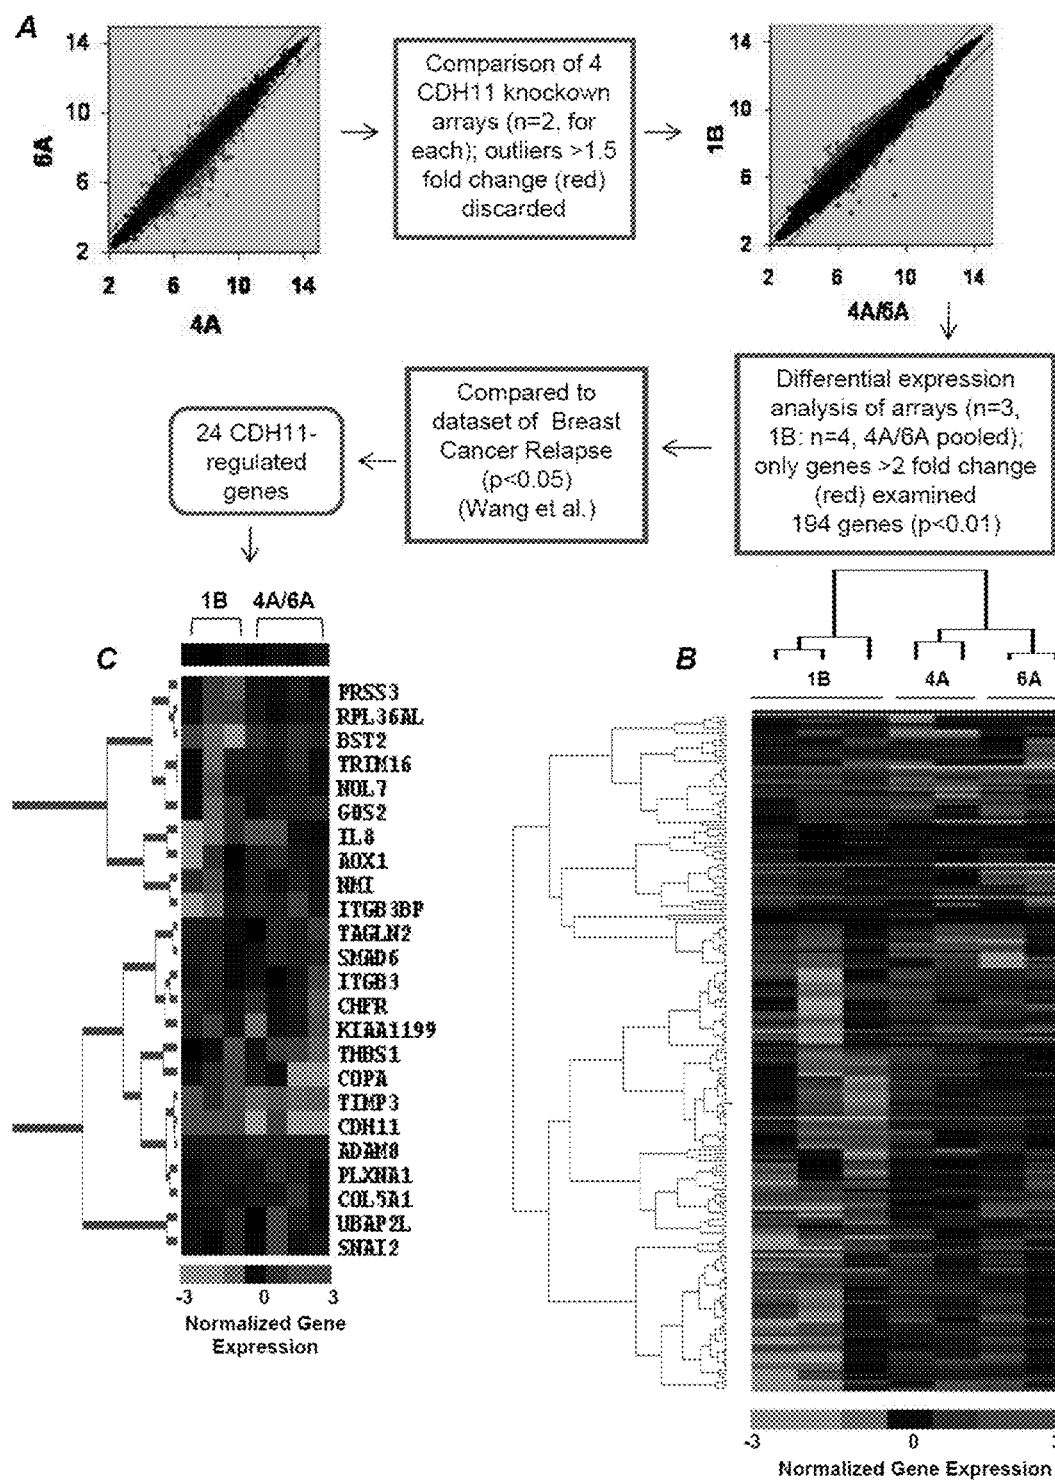 A
14
10
6
2
6A
2 6 10 14
4A
Comparison of 4
CDH11 knockown
arrays (n=2, for
each); outliers >1.5
fold change (red)
discarded
14
10
6
2
1B
2 6 10 14
4A/6A
Differential expression
analysis of arrays (n=3,
1B: n=4, 4A/6A pooled);
only genes >2 fold change
(red) examined
194 genes (p<0.01)
Compared to
dataset of Breast
Cancer Relapse
(p<0.05)
(Wang et al.)
24 CDH11-
regulated
genes
C
1B 4A/6A
PRSS3
RPL36AL
BST2
TRIM16
NOL7
G0S2
IL8
AOX1
NMI
ITGB3BP
TAGLN2
SMAD6
ITGB3
CHFR
KIAA1199
THBS1
COPA
TIMP3
CDH11
ADAM8
PLXNA1
COL5A1
UBAP2L
SNAI2
-3 0 3
Normalized Gene
Expression
B
1B 4A 6A
-3 0 3
Normalized Gene Expression